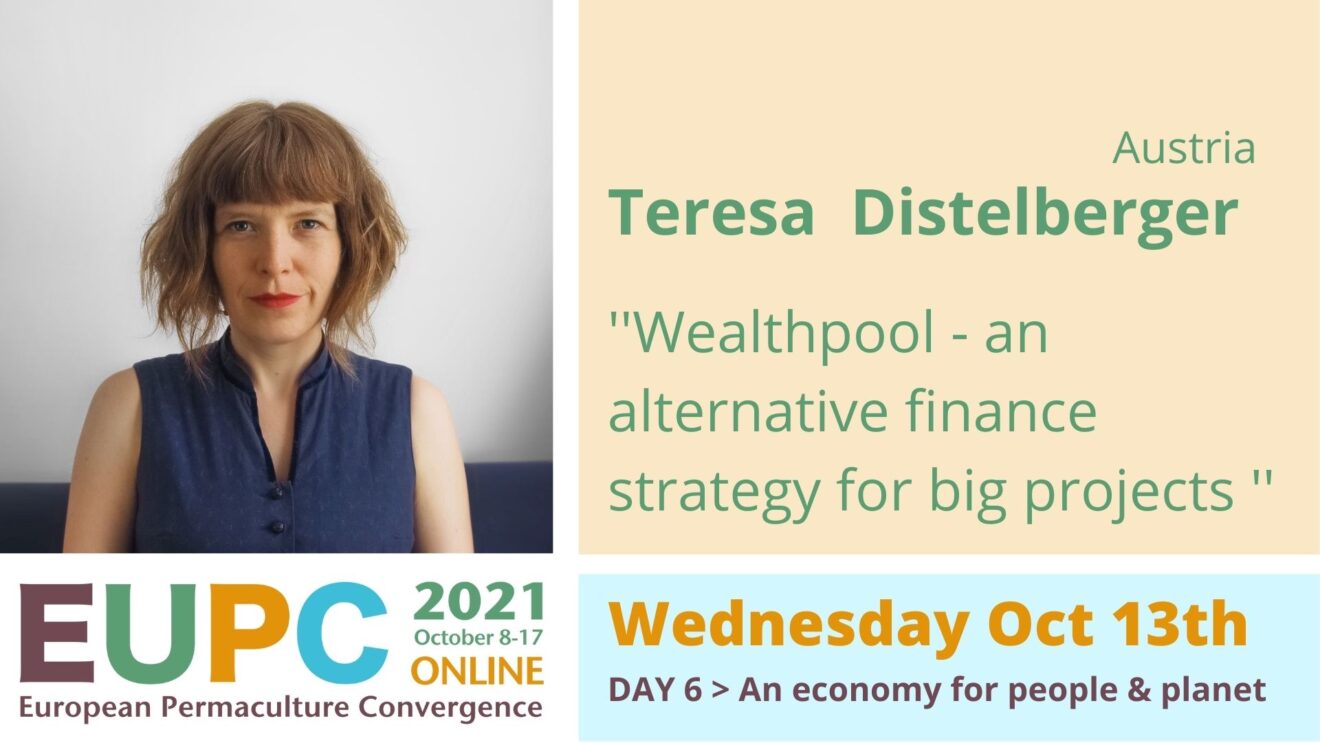 Austria
Teresa Distelberger
''Wealthpool - an
alternative finance
strategy for big projects ''
EUPC
2021
October 8-17
ONLINE
European Permaculture Convergence
Wednesday Oct 13th
DAY 6 > An economy for people & planet